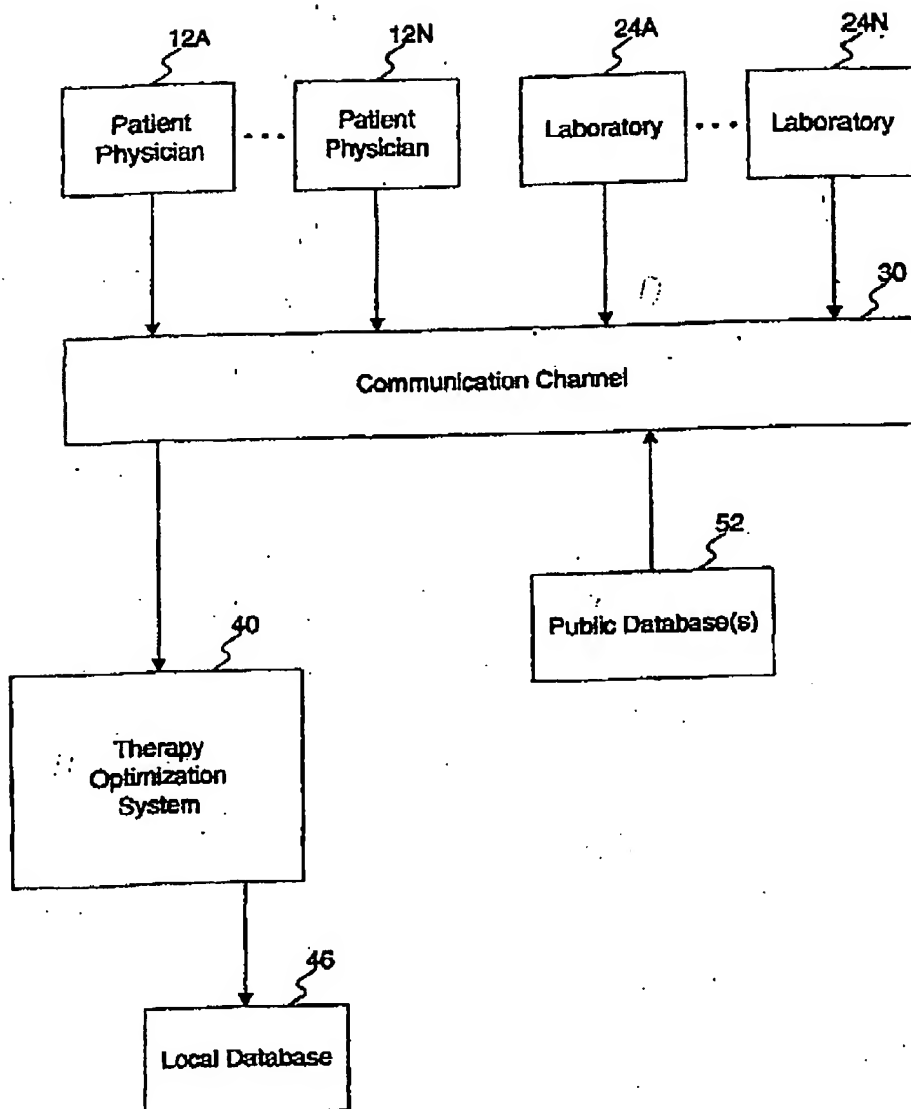 12A
12N
24A
24N
Patient
Physician
. . .
Patient
Physician
Laboratory
. . .
Laboratory
30
Communication Channel
52
Public Database(s)
40
Therapy
Optimization
System
46
Local Database